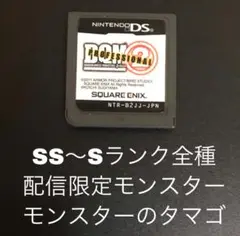 NINTENDO DS
DQM
PROFESSIONAL
SQUARE ENIX
NTR-BZJJ-JPN
SS〜Sランク全種
配信限定モンスター
モンスターのタマゴ